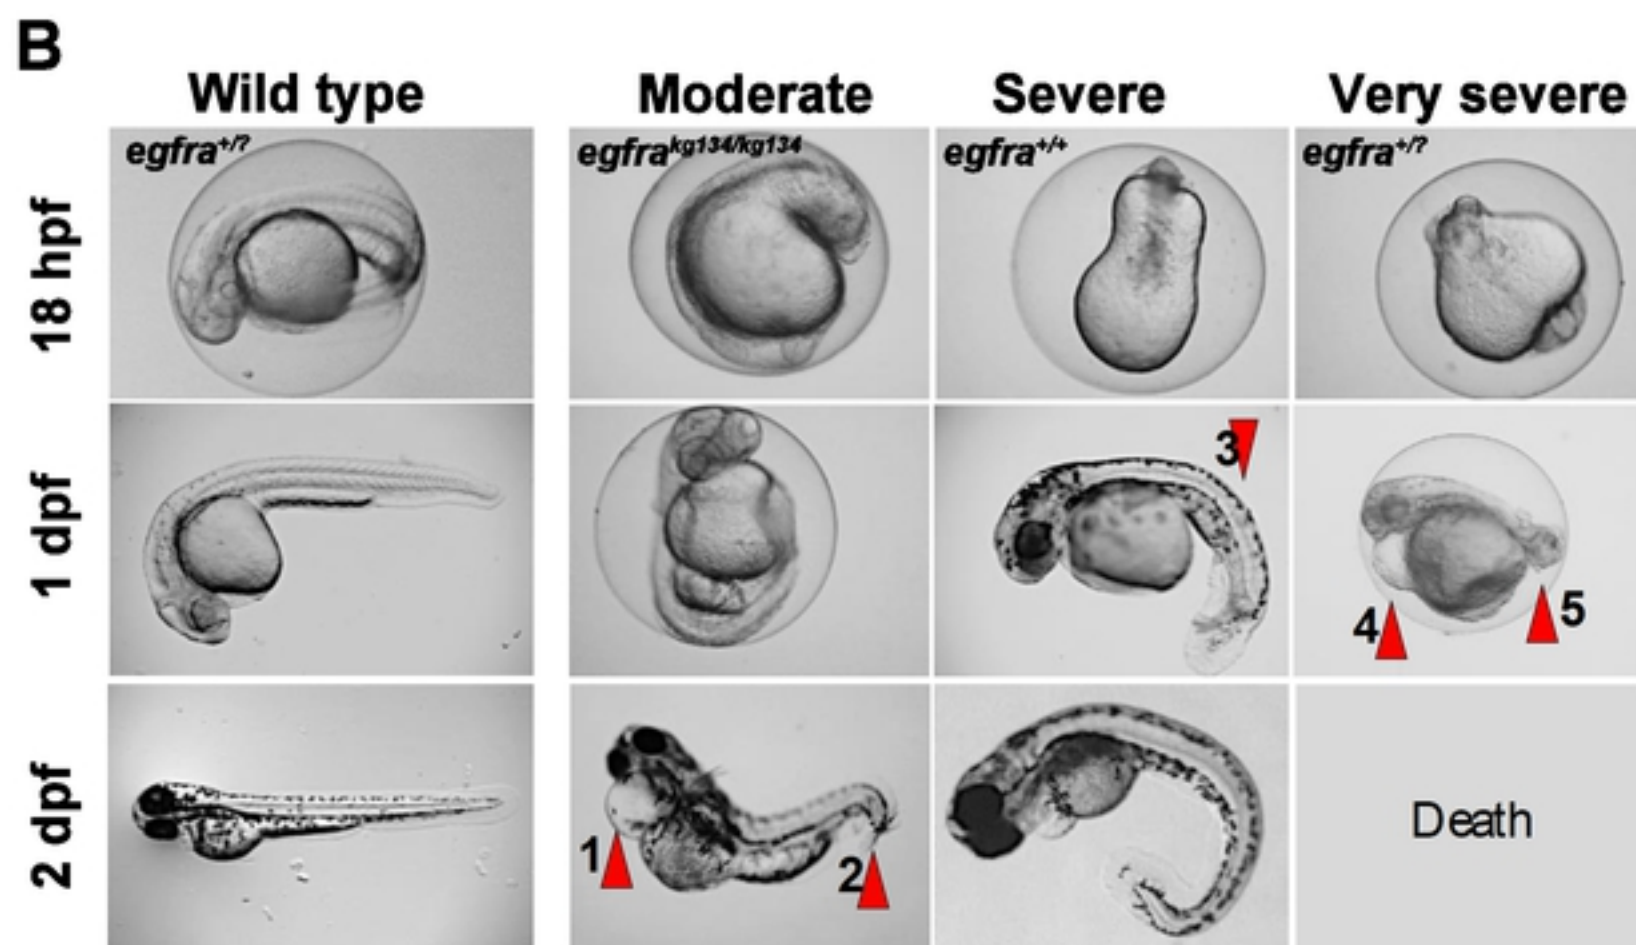 B
Wild type Moderate Severe Very severe
18 hpf egfra+/? egfrakg134/kg134 egfra+/+ egfra+/?
1 dpf 3 4 5
2 dpf 1 2 Death